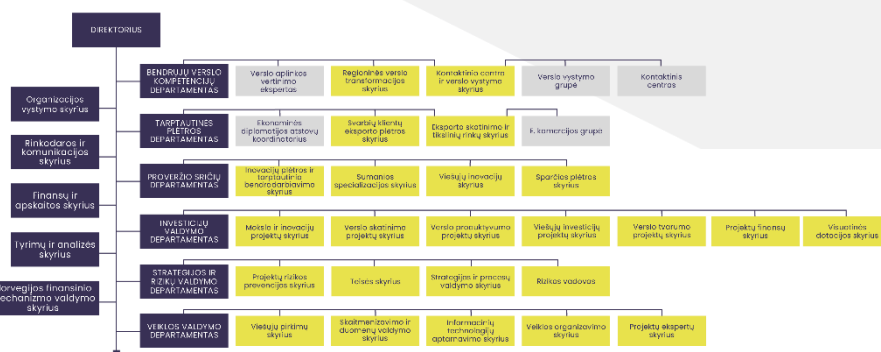 DIREKTORIUS
Organizacijos
vystymo skyrius
Rinkodaros ir
komunikacijos
skyrius
Finansų ir
apskaitos skyrius
Tyrimų ir analizės
skyrius
Norvegijos finansinio
mechanizmo valdymo
skyrius
BENDRŲJŲ VERSLO
KOMPETENCIJŲ
DEPARTAMENTAS
Verslo aplinkos
vertinimo
ekspertas
Regioninės verslo
transformacijos
skyrius
Kontaktinio centro
ir verslo vystymo
skyrius
Verslo vystymo
grupė
Kontaktinis
centras
TARPTAUTINĖS
PLĖTROS
DEPARTAMENTAS
Ekonominės
diplomatijos atstovų
koordinatorius
Svarbių klientų
eksporto plėtros
skyrius
Eksporto skatinimo ir
tikslinių rinkų skyrius
E. komercijos grupė
PROVERŽIO SRIČIŲ
DEPARTAMENTAS
Inovacijų plėtros ir
tarptautinio
bendradarbiavimo
skyrius
Sumanios
specializacijos skyrius
Viešųjų inovacijų
skyrius
Sparčios plėtros
skyrius
INVESTICIJŲ
VALDYMO
DEPARTAMENTAS
Mokslo ir inovacijų
projektų skyrius
Verslo skatinimo
projektų skyrius
Verslo produktyvumo
projektų skyrius
Viešųjų investicijų
projektų skyrius
Verslo tvarumo
projektų skyrius
Projektų finansų
skyrius
Visuotinės
dotacijos skyrius
STRATEGIJOS IR
RIZIKŲ VALDYMO
DEPARTAMENTAS
Projektų rizikos
prevencijos skyrius
Teisės skyrius
Strategijos ir procesų
valdymo skyrius
Rizikos vadovas
VEIKLOS VALDYMO
DEPARTAMENTAS
Viešųjų pirkimų
skyrius
Skaitmenizavimo ir
duomenų valdymo
skyrius
Informacinių
technologijų
aptarnavimo skyrius
Veiklos organizavimo
skyrius
Projektų ekspertų
skyrius